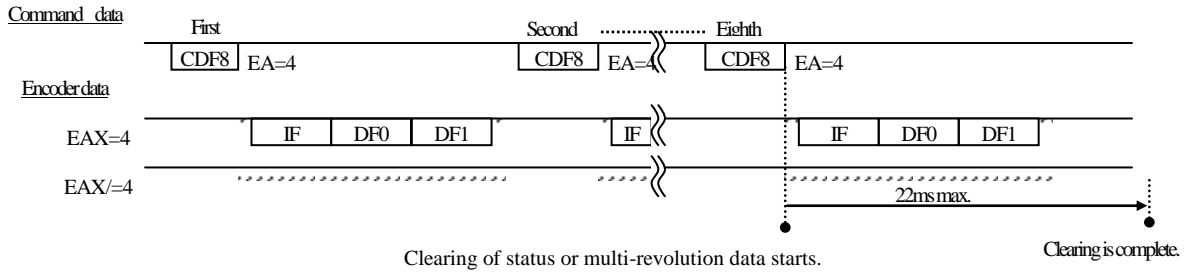 Command data
First Second Eighth
CDF8 EA=4 CDF8 EA=4 CDF8 EA=4
Encoder data
EAX=4 IF DF0 DF1 IF IF DF0 DF1
EAX/=4
22ms max.
Clearing of status or multi-revolution data starts.
Clearing is complete.